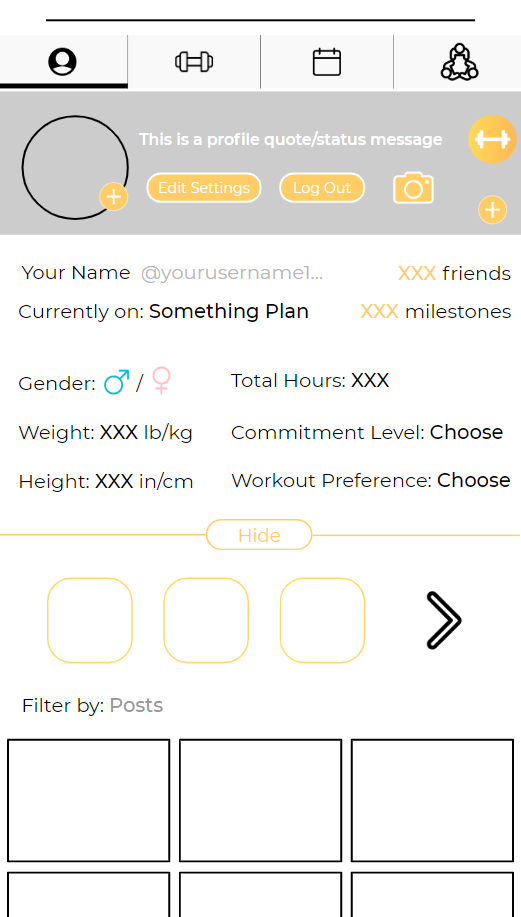 This is a profile quote/status message
Edit Settings Log Out
Your Name @yourusername1... XXX friends
Currently on: Something Plan XXX milestones
Gender: ♂ / ♀ Total Hours: XXX
Weight: XXX lb/kg Commitment Level: Choose
Height: XXX in/cm Workout Preference: Choose
Hide
Filter by: Posts